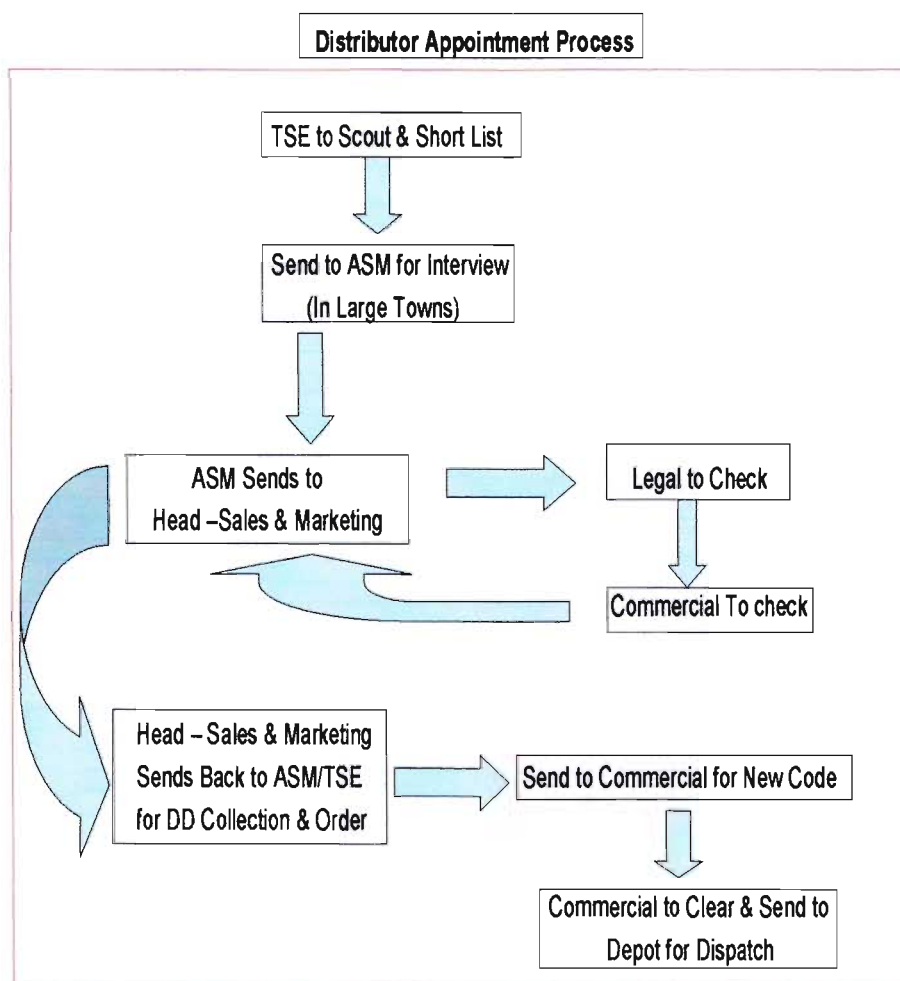 Distributor Appointment Process
TSE to Scout & Short List
Send to ASM for Interview
(In Large Towns)
ASM Sends to
Head –Sales & Marketing
Legal to Check
Commercial To check
Head – Sales & Marketing
Sends Back to ASM/TSE
for DD Collection & Order
Send to Commercial for New Code
Commercial to Clear & Send to
Depot for Dispatch